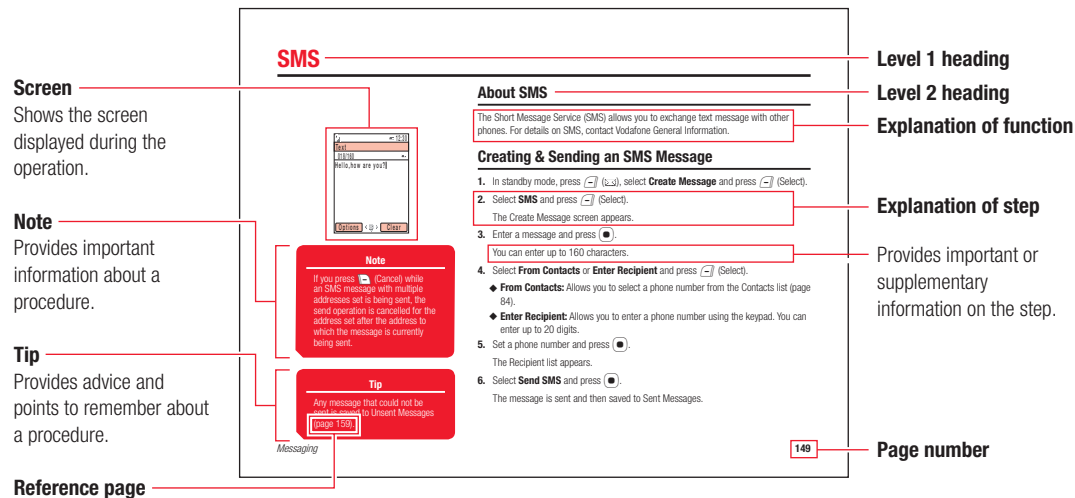 SMS
Level 1 heading
Screen
Shows the screen
displayed during the
operation.
Note
Provides important
information about a
procedure.
Tip
Provides advice and
points to remember about
a procedure.
Reference page
12:30
Text
018/160
Hello,how are you?
Options
Clear
Note
If you press (Cancel) while
an SMS message with multiple
addresses set is being sent, the
send operation is cancelled for the
address set after the address to
which the message is currently
being sent.
Tip
Any message that could not be
sent is saved to Unsent Messages
(page 159).
Messaging
About SMS
The Short Message Service (SMS) allows you to exchange text message with other
phones. For details on SMS, contact Vodafone General Information.
Creating & Sending an SMS Message
1. In standby mode, press ( ), select Create Message and press (Select).
2. Select SMS and press (Select).
The Create Message screen appears.
3. Enter a message and press .
You can enter up to 160 characters.
4. Select From Contacts or Enter Recipient and press (Select).
◆ From Contacts: Allows you to select a phone number from the Contacts list (page
84).
◆ Enter Recipient: Allows you to enter a phone number using the keypad. You can
enter up to 20 digits.
5. Set a phone number and press .
The Recipient list appears.
6. Select Send SMS and press .
The message is sent and then saved to Sent Messages.
149
Level 2 heading
Explanation of function
Explanation of step
Provides important or
supplementary
information on the step.
Page number